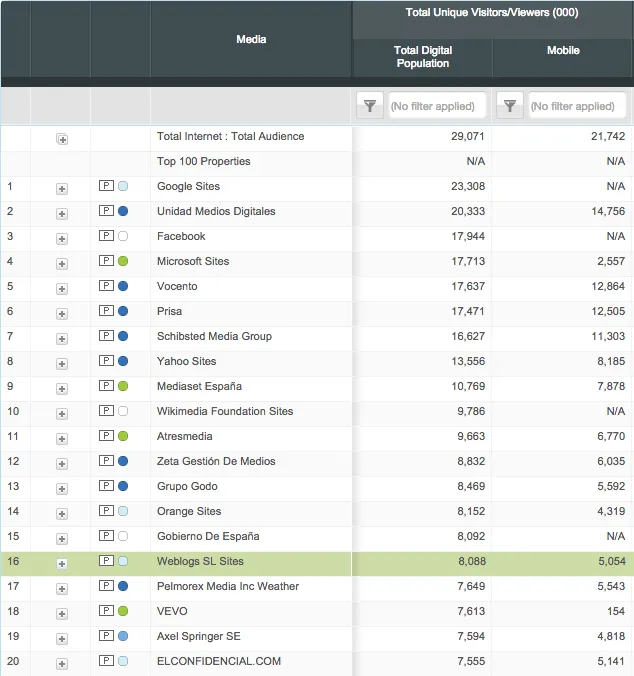 Total Unique Visitors/Viewers (000)
Media
Total Digital
Population
Mobile
(No filter applied) (No filter applied)
Total Internet : Total Audience 29,071 21,742
Top 100 Properties N/A N/A
1 P Google Sites 23,308 N/A
2 P Unidad Medios Digitales 20,333 14,756
3 P Facebook 17,944 N/A
4 P Microsoft Sites 17,713 2,557
5 P Vocento 17,637 12,864
6 P Prisa 17,471 12,505
7 P Schibsted Media Group 16,627 11,303
8 P Yahoo Sites 13,556 8,185
9 P Mediaset España 10,769 7,878
10 P Wikimedia Foundation Sites 9,786 N/A
11 P Atresmedia 9,663 6,770
12 P Zeta Gestión De Medios 8,832 6,035
13 P Grupo Godo 8,469 5,592
14 P Orange Sites 8,152 4,319
15 P Gobierno De España 8,092 N/A
16 P Weblogs SL Sites 8,088 5,054
17 P Pelmorex Media Inc Weather 7,649 5,543
18 P VEVO 7,613 154
19 P Axel Springer SE 7,594 4,818
20 P ELCONFIDENCIAL.COM 7,555 5,141